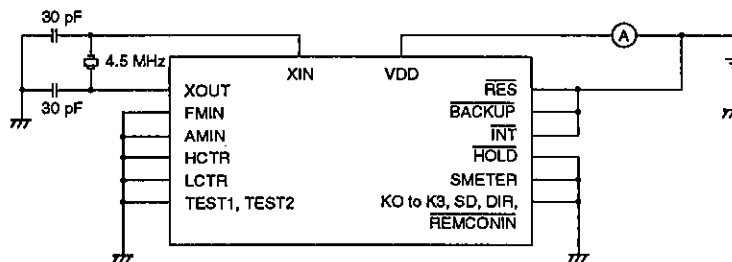 30 pF
4.5 MHz
30 pF
A
XIN
VDD
XOUT
FMIN
AMIN
HCTR
LCTR
TEST1, TEST2
RES
BACKUP
INT
HOLD
SMETER
KO to K3, SD, DIR,
REMCONIN